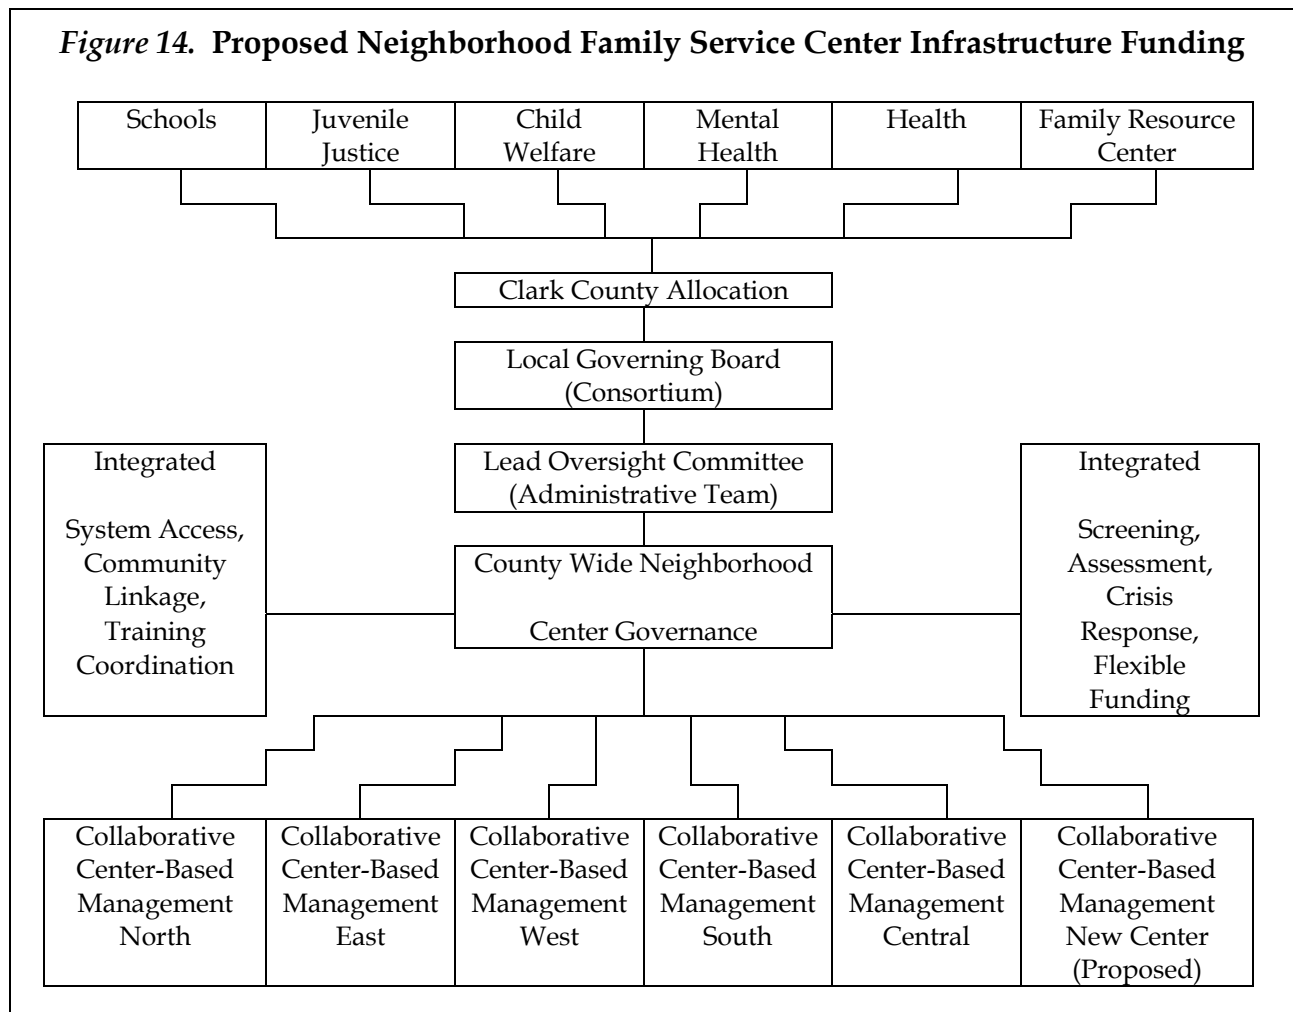 Figure 14. Proposed Neighborhood Family Service Center Infrastructure Funding
Schools
Juvenile
Justice
Child
Welfare
Mental
Health
Health
Family Resource
Center
Clark County Allocation
Local Governing Board
(Consortium)
Lead Oversight Committee
(Administrative Team)
Integrated
System Access,
Community
Linkage,
Training
Coordination
County Wide Neighborhood
Center Governance
Integrated
Screening,
Assessment,
Crisis
Response,
Flexible
Funding
Collaborative
Center-Based
Management
North
Collaborative
Center-Based
Management
East
Collaborative
Center-Based
Management
West
Collaborative
Center-Based
Management
South
Collaborative
Center-Based
Management
Central
Collaborative
Center-Based
Management
New Center
(Proposed)